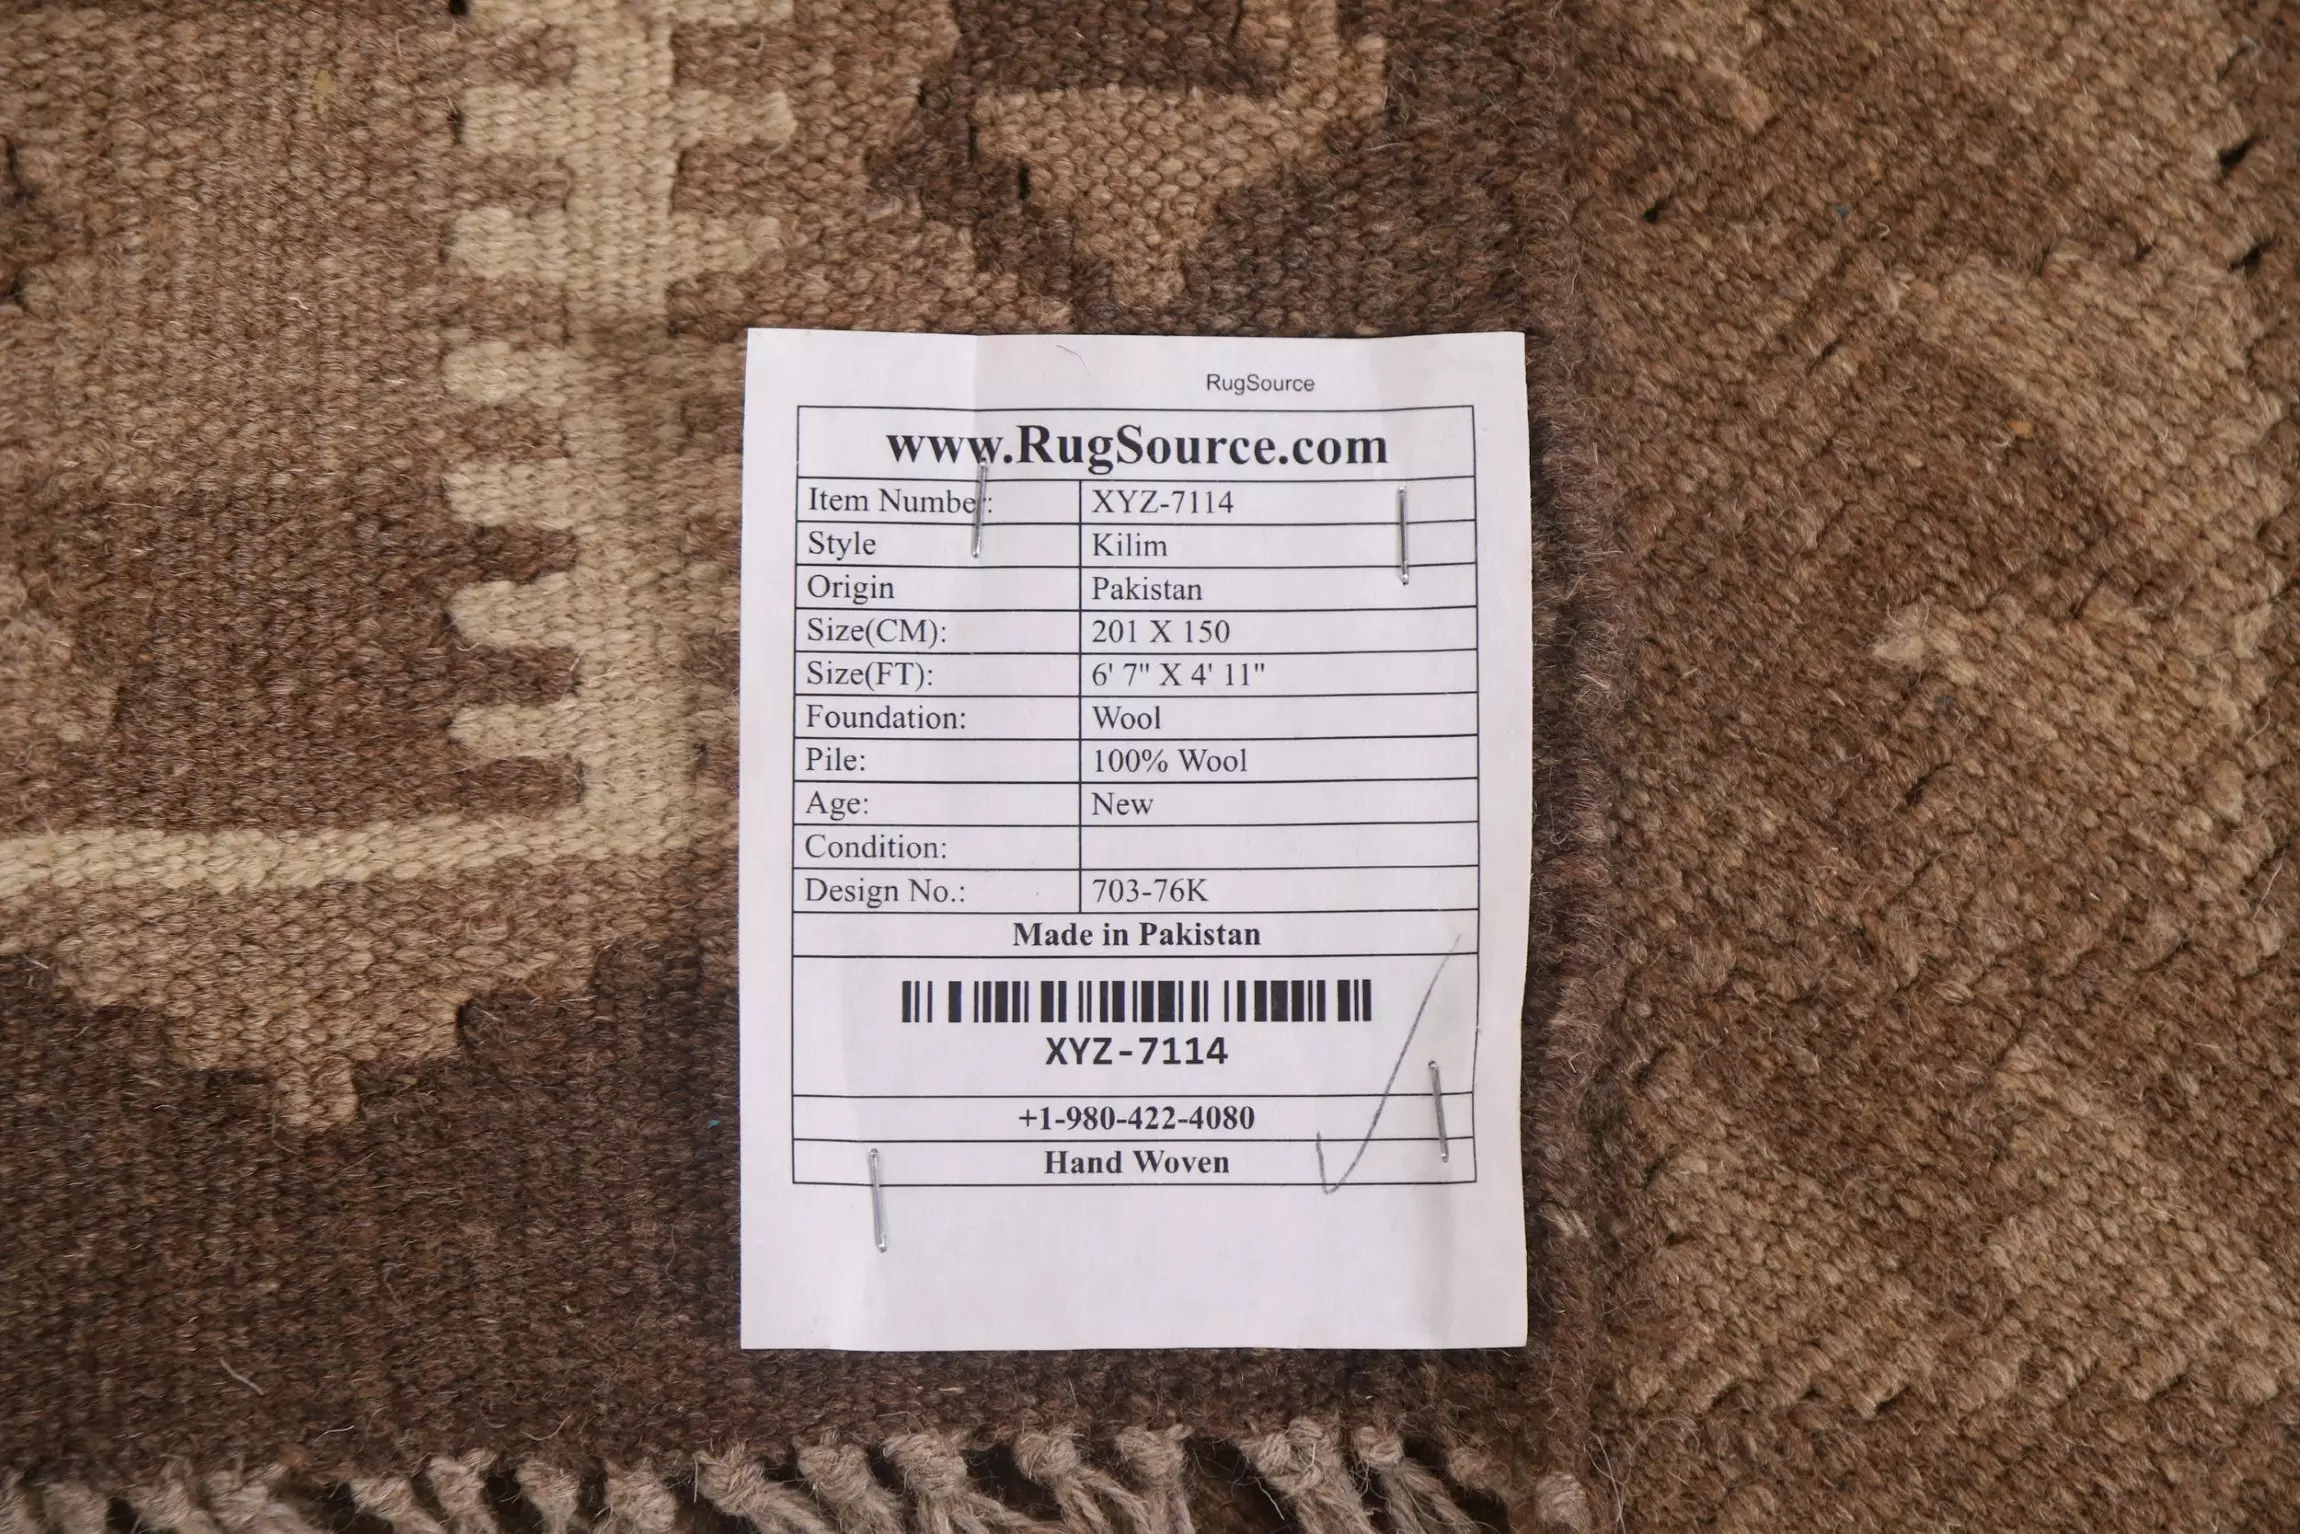 RugSource
www.RugSource.com
Item Number: XYZ-7114
Style Kilim
Origin Pakistan
Size(CM): 201 X 150
Size(FT): 6' 7" X 4' 11"
Foundation: Wool
Pile: 100% Wool
Age: New
Condition:
Design No.: 703-76K
Made in Pakistan
XYZ-7114
+1-980-422-4080
Hand Woven